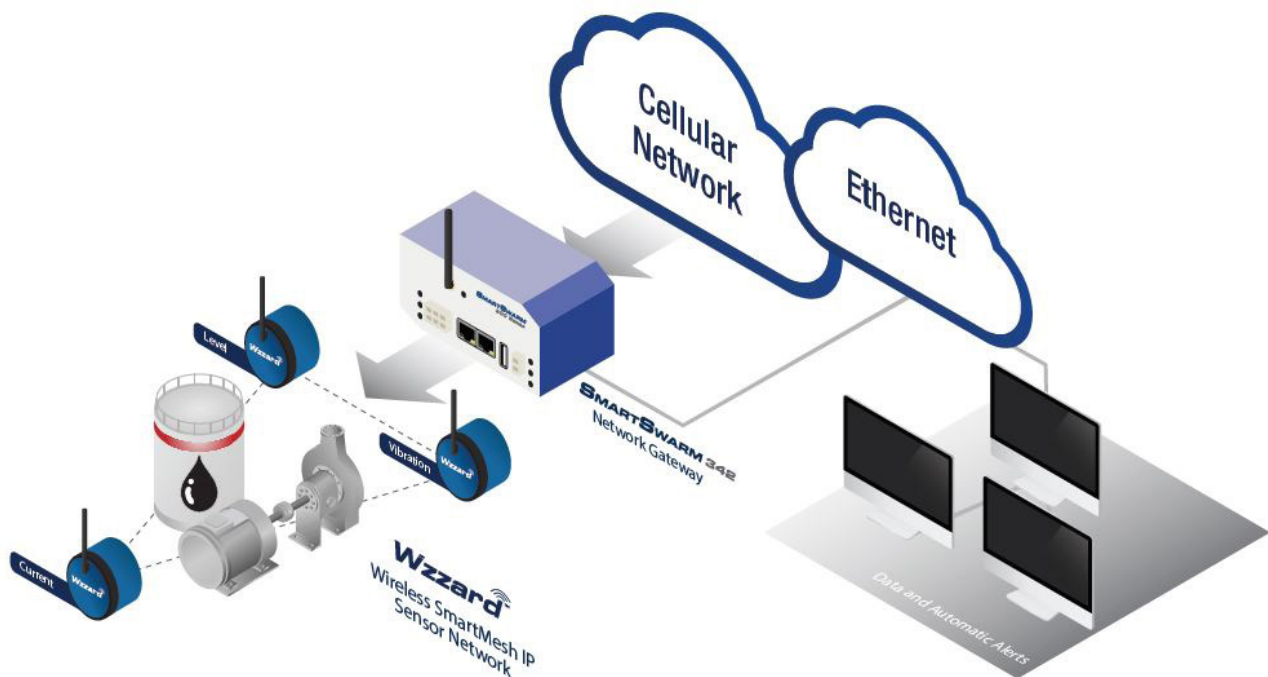 Cellular
Network
Ethernet
SMARTSWARM
Level
Wzzard
Vibration
Wzzard
SMARTSWARM 342
Network Gateway
Current
Wzzard
Wzzard
Wireless SmartMesh IP
Sensor Network
Data and Automatic Alerts